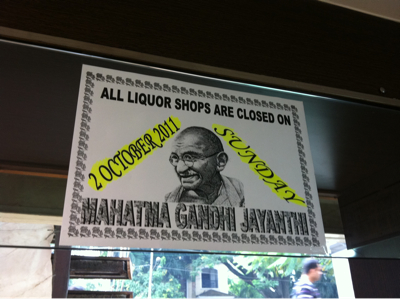 ALL LIQUOR SHOPS ARE CLOSED ON
2 OCTOBER 2011
SUNDAY
MAHATMA GANDHI JAYANTHI